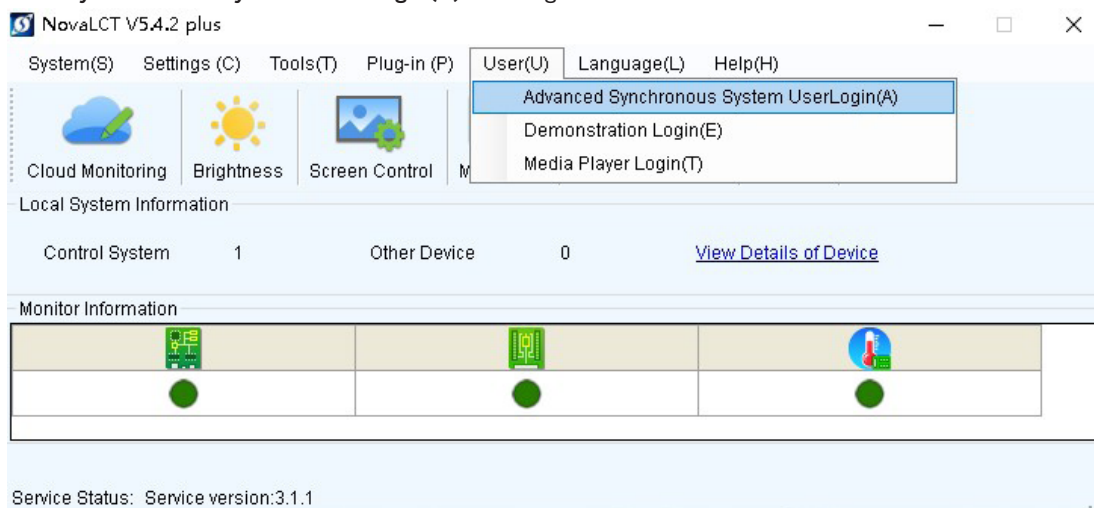 NovaLCT V5.4.2 plus
System(S) Settings (C) Tools(T) Plug-in (P) User(U) Language(L) Help(H)
Advanced Synchronous System UserLogin(A)
Demonstration Login(E)
Media Player Login(T)
Cloud Monitoring Brightness Screen Control
Local System Information
Control System 1 Other Device 0 View Details of Device
Monitor Information
Service Status: Service version:3.1.1